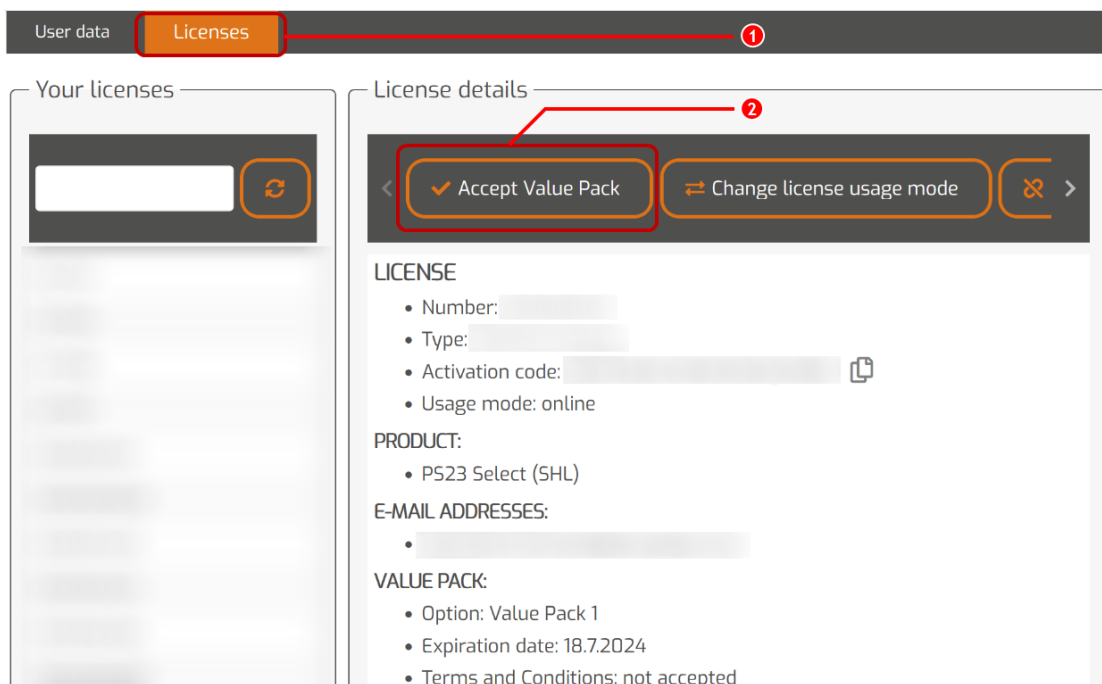 User data
Licenses
1
Your licenses
License details
2
Accept Value Pack
Change license usage mode
LICENSE
• Number:
• Type:
• Activation code:
• Usage mode: online
PRODUCT:
• PS23 Select (SHL)
E-MAIL ADDRESSES:
•
VALUE PACK:
• Option: Value Pack 1
• Expiration date: 18.7.2024
• Terms and Conditions: not accepted